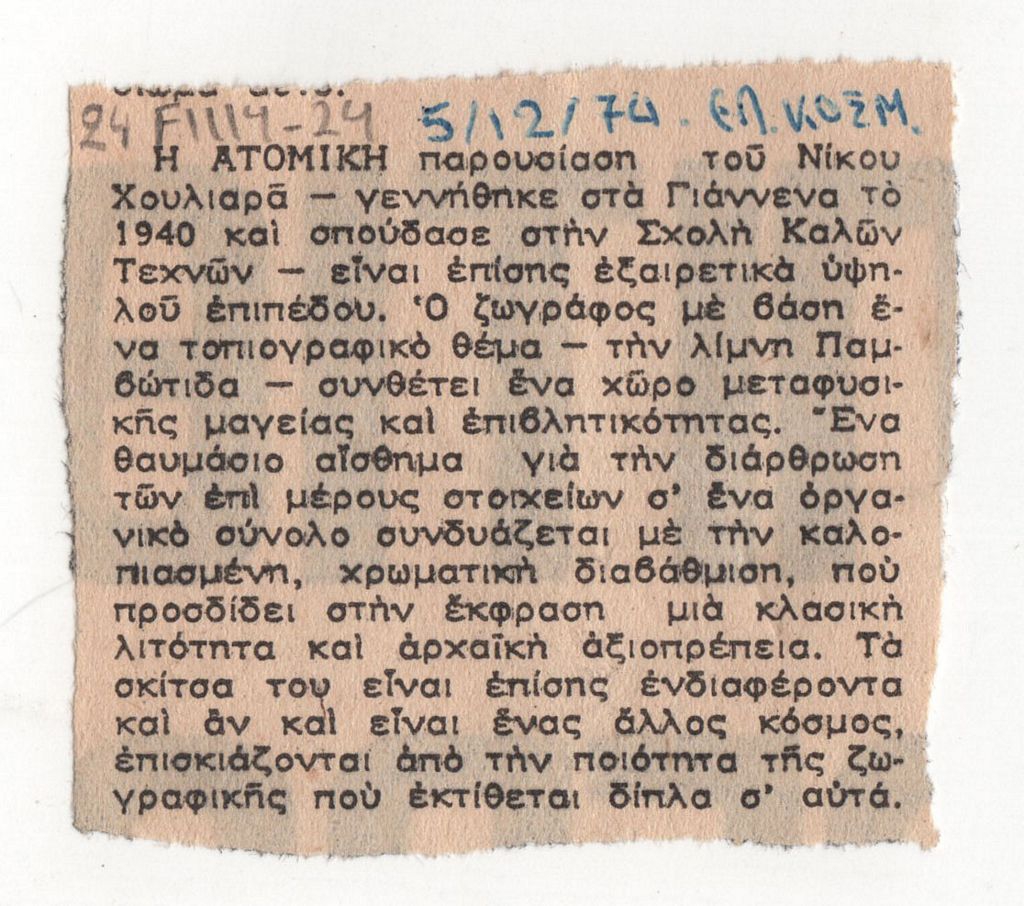 24 F1114-24 5/12/74. ΕΠ. ΚΟΣΜ.
Η ΑΤΟΜΙΚΗ παρουσίαση τοῦ Νίκου
Χουλιαρᾶ — γεννήθηκε στὰ Γιάννενα τὸ
1940 καὶ σπούδασε στὴν Σχολὴ Καλῶν
Τεχνῶν — εἶναι ἐπίσης ἐξαιρετικὰ ὑψη-
λοῦ ἐπιπέδου. Ὁ ζωγράφος μὲ βάση ἕ-
να τοπιογραφικὸ θέμα — τὴν λίμνη Παμ-
βώτιδα — συνθέτει ἕνα χῶρο μεταφυσι-
κῆς μαγείας καὶ ἐπιβλητικότητας. Ἕνα
θαυμάσιο αἴσθημα γιὰ τὴν διάρθρωση
τῶν ἐπὶ μέρους στοιχείων σ' ἕνα ὀργα-
νικὸ σύνολο συνδυάζεται μὲ τὴν καλο-
πιασμένη, χρωματικὴ διαβάθμιση, ποὺ
προσδίδει στὴν ἔκφραση μιὰ κλασικὴ
λιτότητα καὶ ἀρχαϊκὴ ἀξιοπρέπεια. Τὰ
σκίτσα του εἶναι ἐπίσης ἐνδιαφέροντα
καὶ ἂν καὶ εἶναι ἕνας ἄλλος κόσμος,
ἐπισκιάζονται ἀπὸ τὴν ποιότητα τῆς ζω-
γραφικῆς ποὺ ἐκτίθεται δίπλα σ' αὐτά.